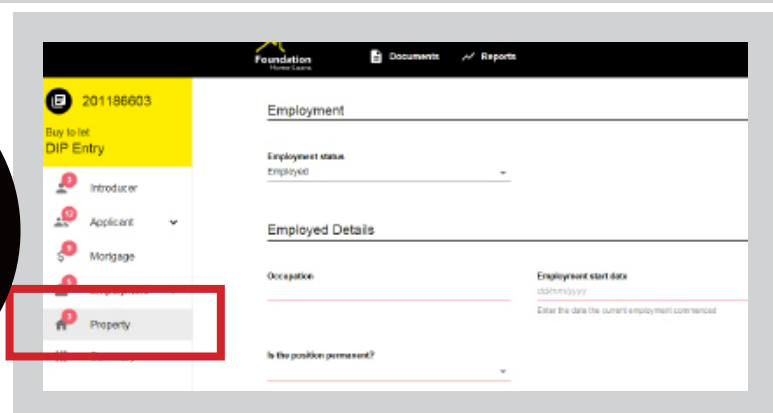 Foundation
Home Loans
Documents
Reports
201186603
Buy to let
DIP Entry
3
Introducer
12
Applicant
9
Mortgage
3
Property
Employment
Employment status
Employed
Employed Details
Occupation
Employment start date
dd/mm/yyyy
Enter the date the current employment commenced
Is the position permanent?